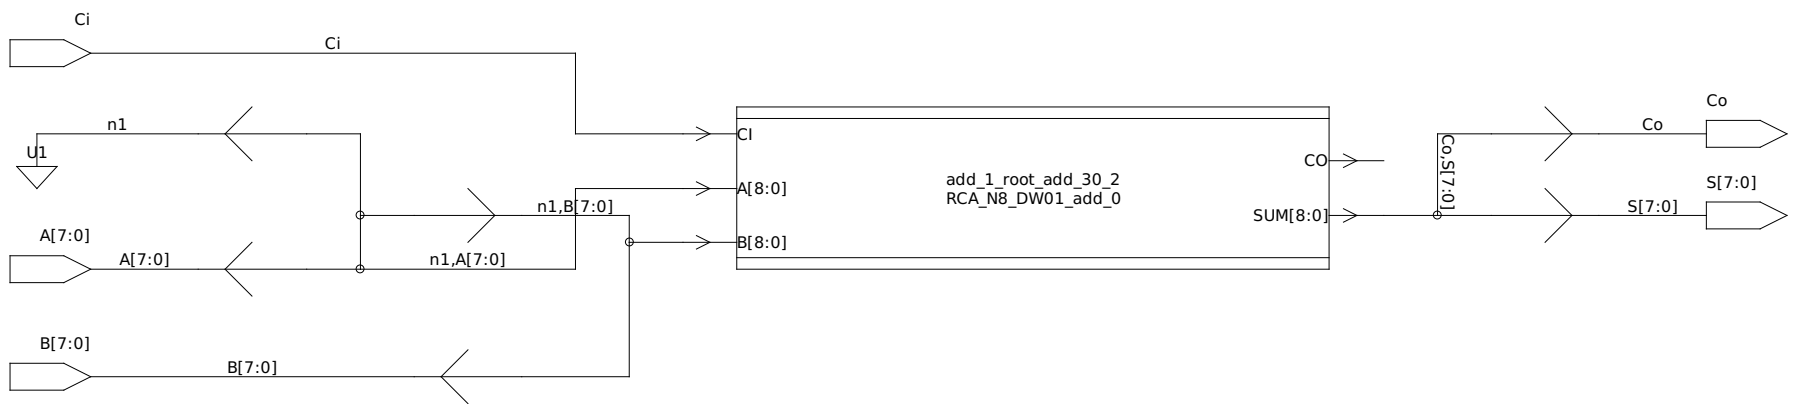 Ci
Ci
n1
U1
A[7:0]
A[7:0]
n1,B[7:0]
n1,A[7:0]
B[7:0]
B[7:0]
CI
A[8:0]
B[8:0]
add_1_root_add_30_2
RCA_N8_DW01_add_0
CO
SUM[8:0]
Co,S[7:0]
Co
Co
S[7:0]
S[7:0]